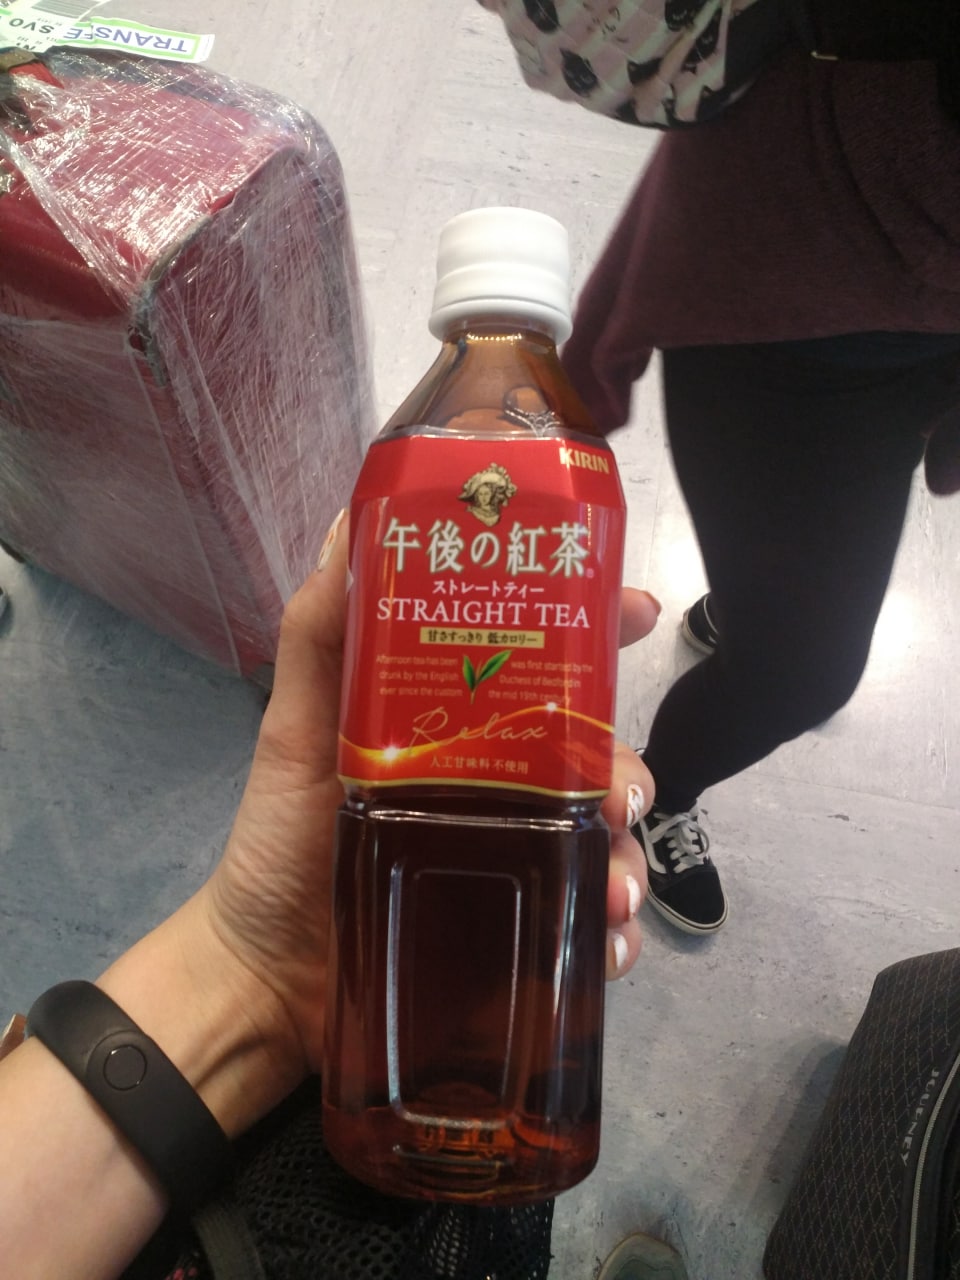 TRANSFE
SVO
KIRIN
午後の紅茶®
ストレートティー
STRAIGHT TEA
甘さすっきり 低カロリー
Afternoon tea has been
drunk by the English
ever since the custom
was first started by the
Duchess of Bedford in
the mid 19th century.
Relax
人工甘味料不使用